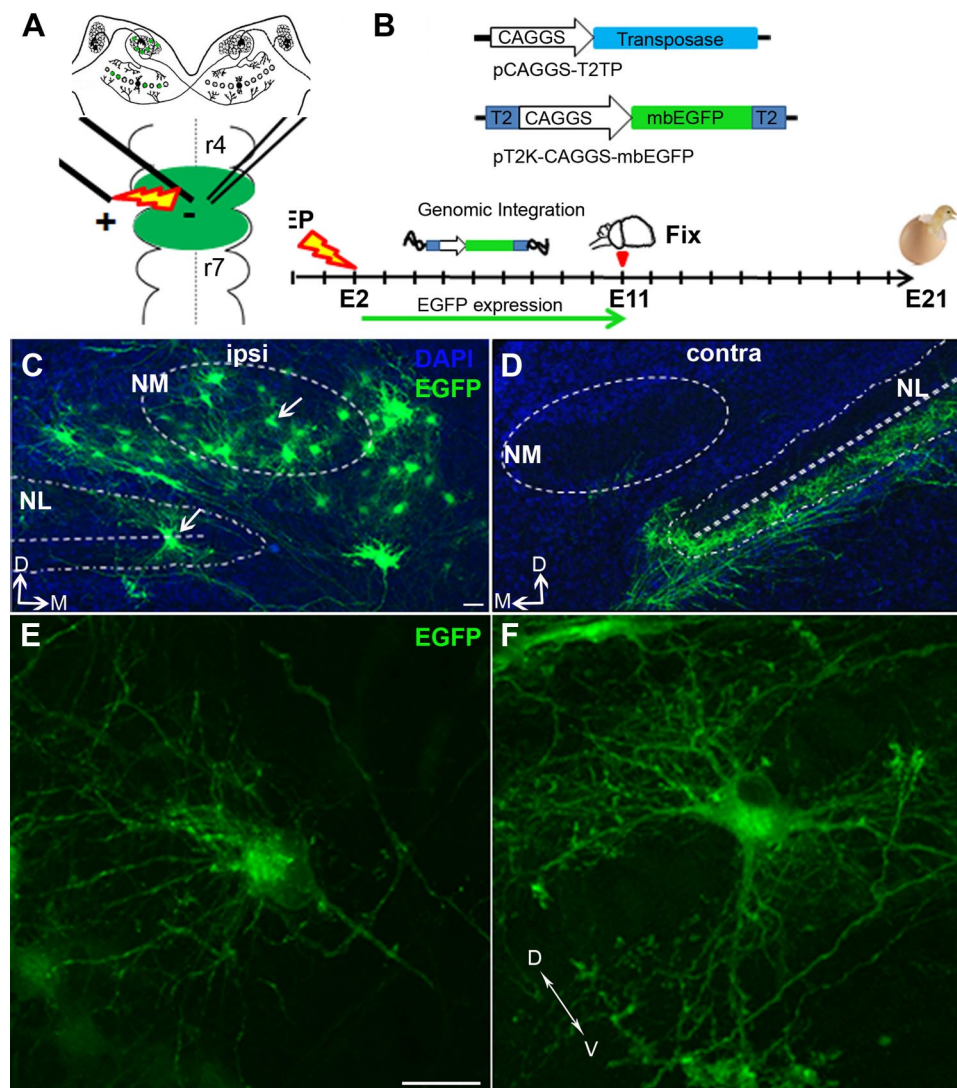 A
B
CAGGS
Transposase
pCAGGS-T2TP
T2
CAGGS
mbEGFP
T2
pT2K-CAGGS-mbEGFP
r4
+
-
r7
EP
Genomic Integration
Fix
E2
E11
E21
EGFP expression
C
ipsi
DAPI
EGFP
NM
NL
D
M
D
contra
NL
NM
D
M
E
EGFP
F
D
V